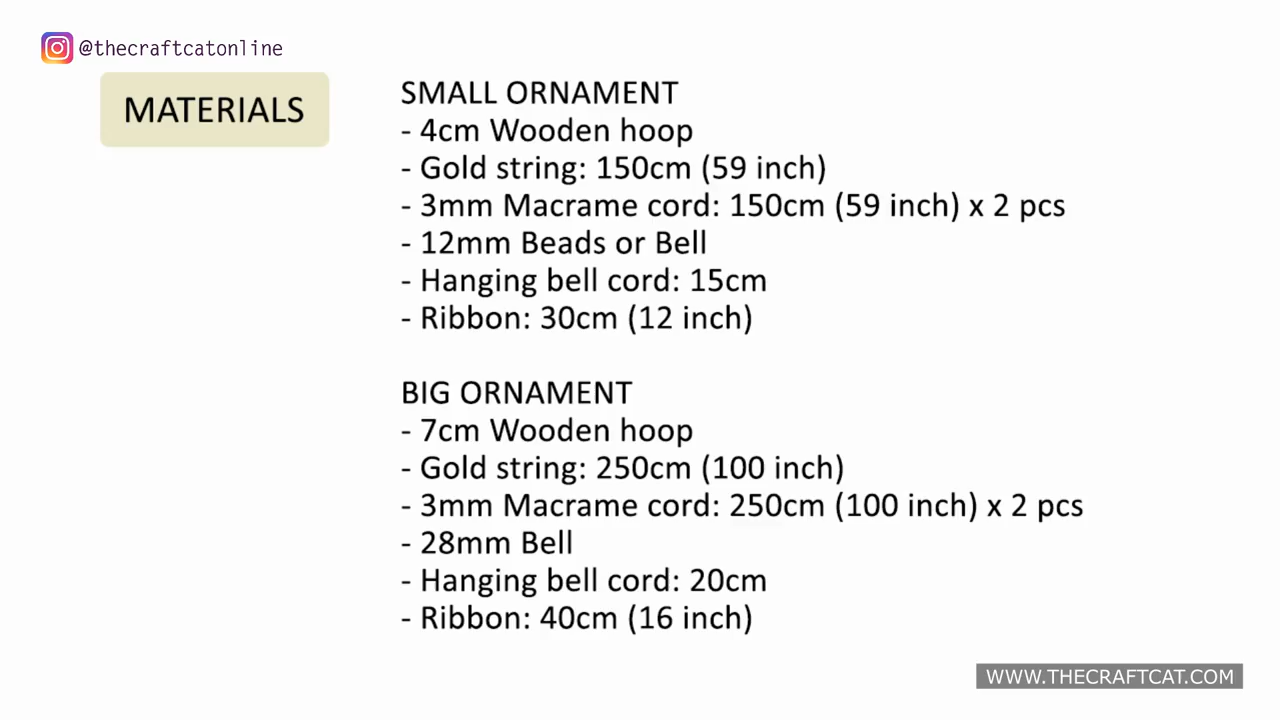 @thecraftcatonline
MATERIALS
SMALL ORNAMENT
- 4cm Wooden hoop
- Gold string: 150cm (59 inch)
- 3mm Macrame cord: 150cm (59 inch) x 2 pcs
- 12mm Beads or Bell
- Hanging bell cord: 15cm
- Ribbon: 30cm (12 inch)
BIG ORNAMENT
- 7cm Wooden hoop
- Gold string: 250cm (100 inch)
- 3mm Macrame cord: 250cm (100 inch) x 2 pcs
- 28mm Bell
- Hanging bell cord: 20cm
- Ribbon: 40cm (16 inch)
WWW.THECRAFTCAT.COM